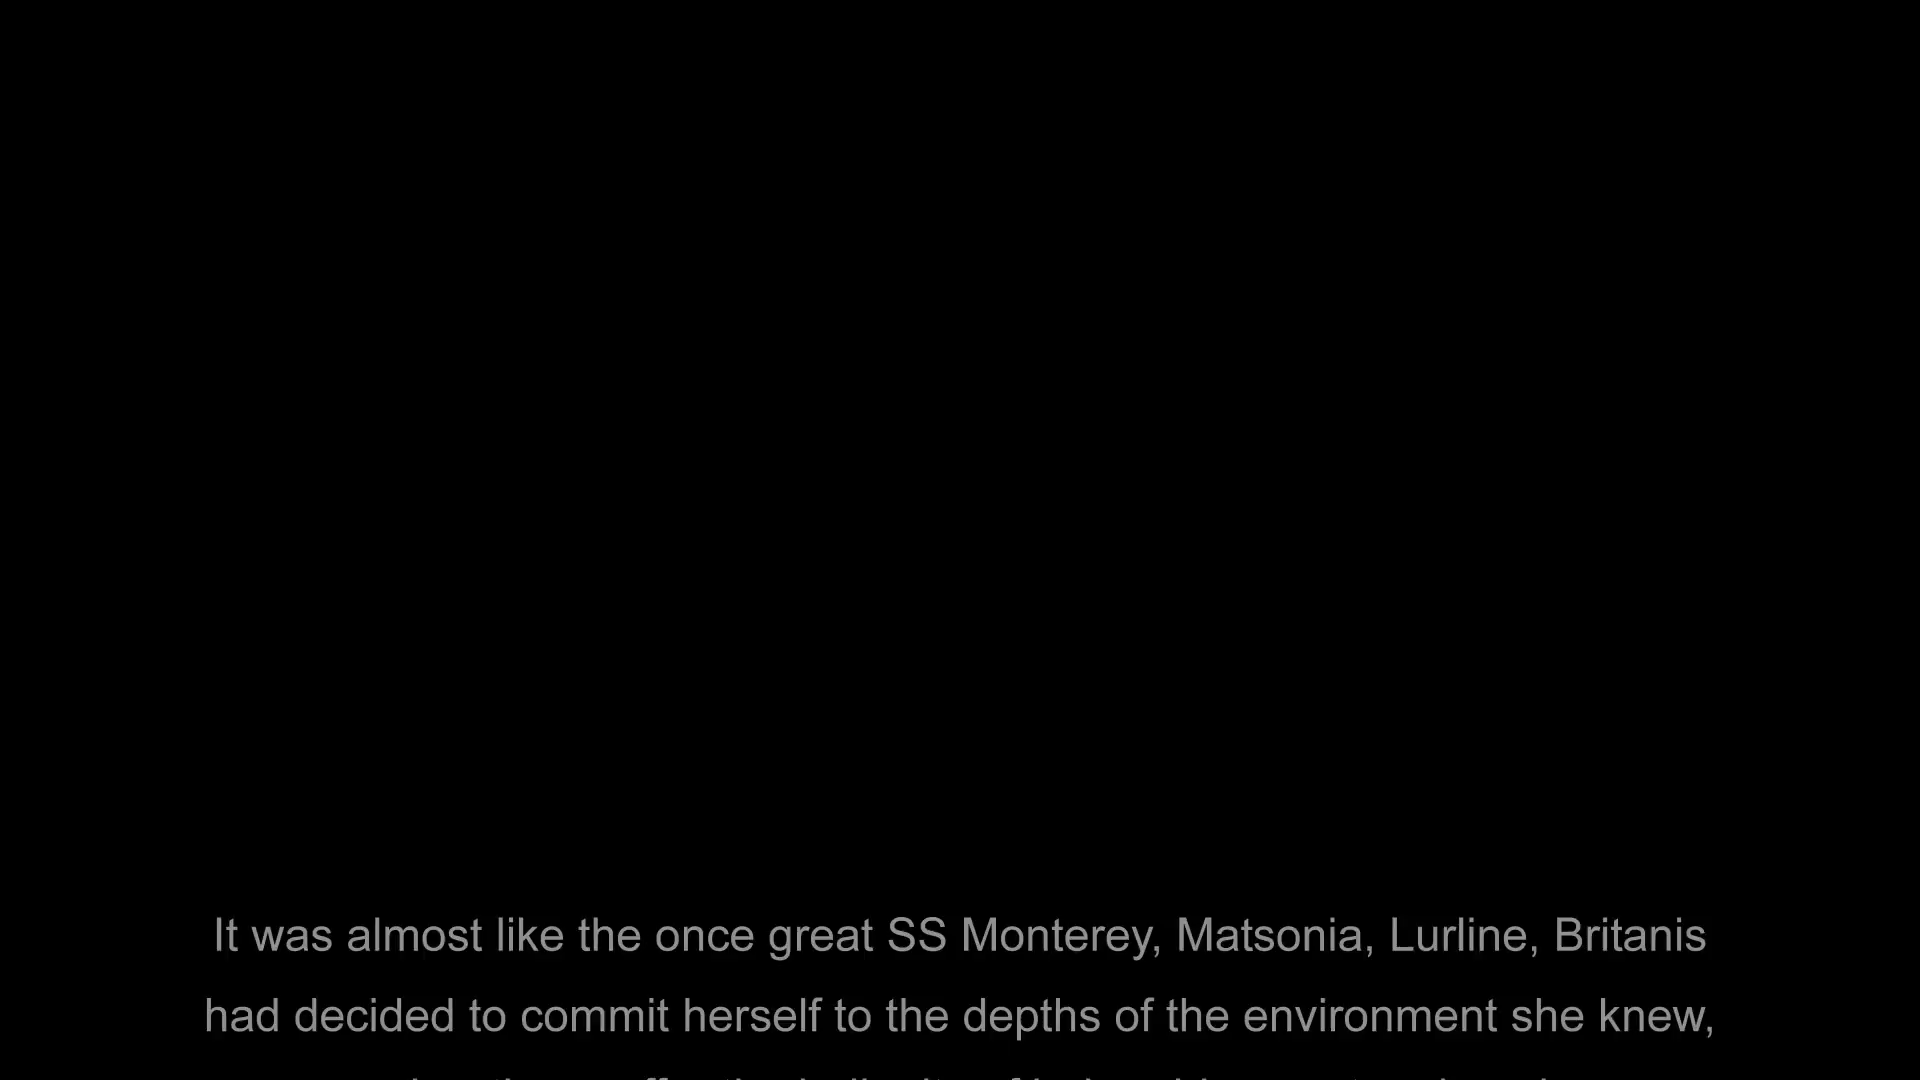 It was almost like the once great SS Monterey, Matsonia, Lurline, Britanis
had decided to commit herself to the depths of the environment she knew,